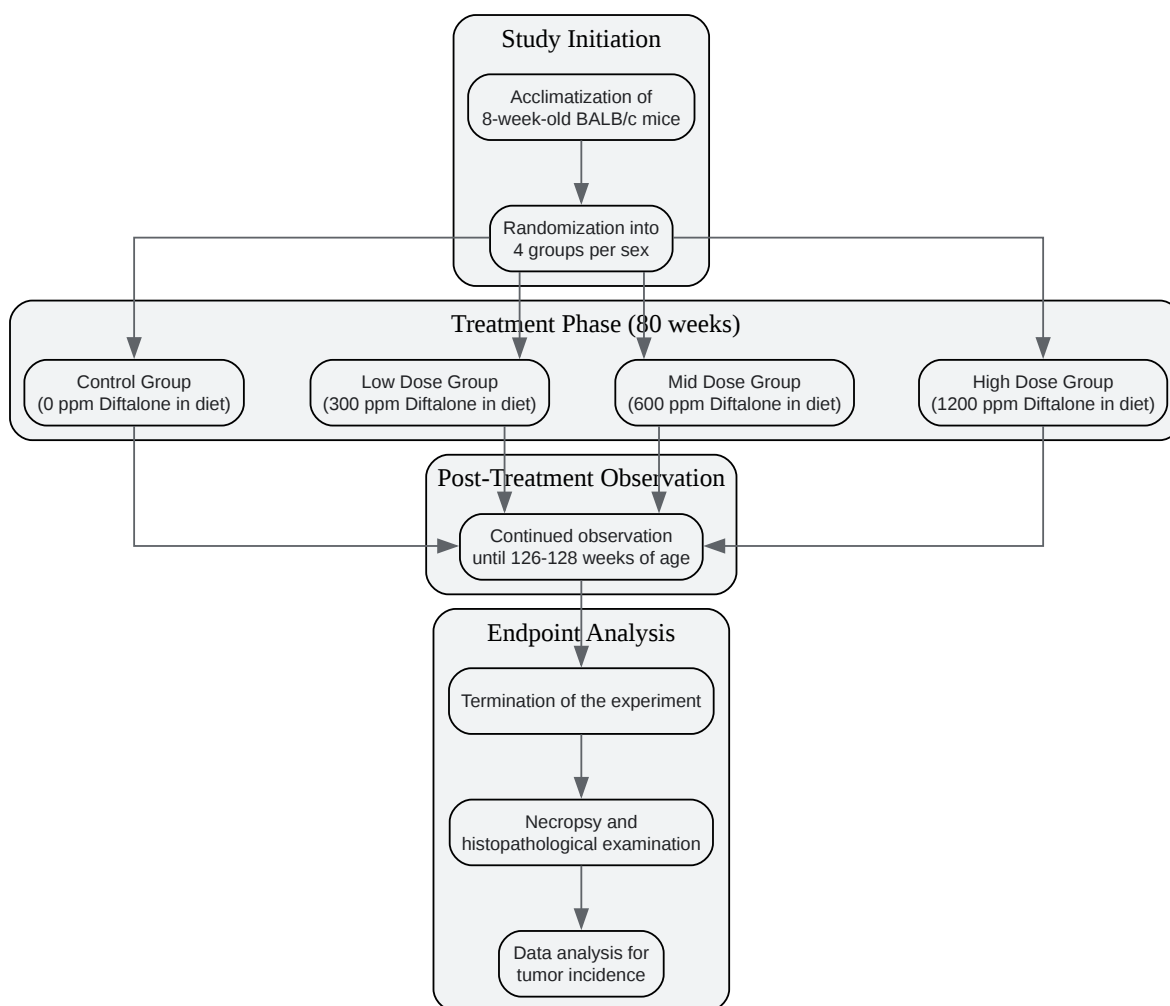 Study Initiation
Acclimatization of
8-week-old BALB/c mice
Randomization into
4 groups per sex
Treatment Phase (80 weeks)
Control Group
(0 ppm Diftalone in diet)
Low Dose Group
(300 ppm Diftalone in diet)
Mid Dose Group
(600 ppm Diftalone in diet)
High Dose Group
(1200 ppm Diftalone in diet)
Post-Treatment Observation
Continued observation
until 126-128 weeks of age
Endpoint Analysis
Termination of the experiment
Necropsy and
histopathological examination
Data analysis for
tumor incidence